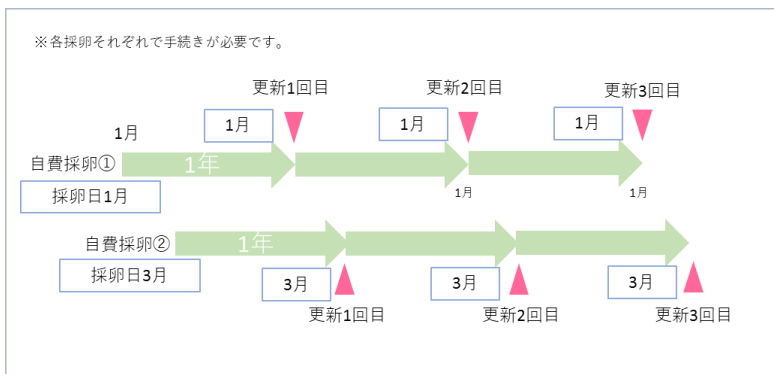 ※各採卵それぞれで手続きが必要です。
更新1回目
更新2回目
更新3回目
1月
1月
1月
1月
自費採卵①
1年
採卵日1月
1月
1月
自費採卵②
1年
採卵日3月
3月
3月
3月
更新1回目
更新2回目
更新3回目